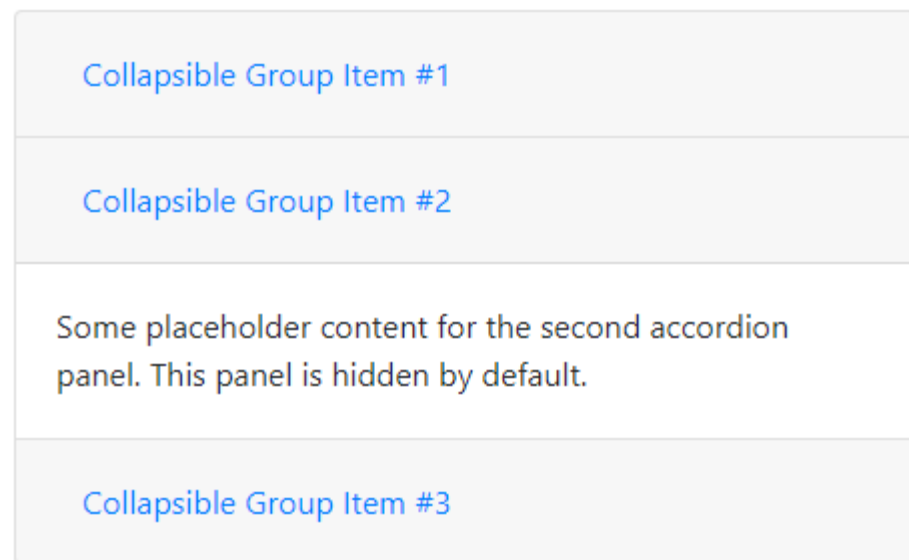 Collapsible Group Item #1
Collapsible Group Item #2
Some placeholder content for the second accordion
panel. This panel is hidden by default.
Collapsible Group Item #3